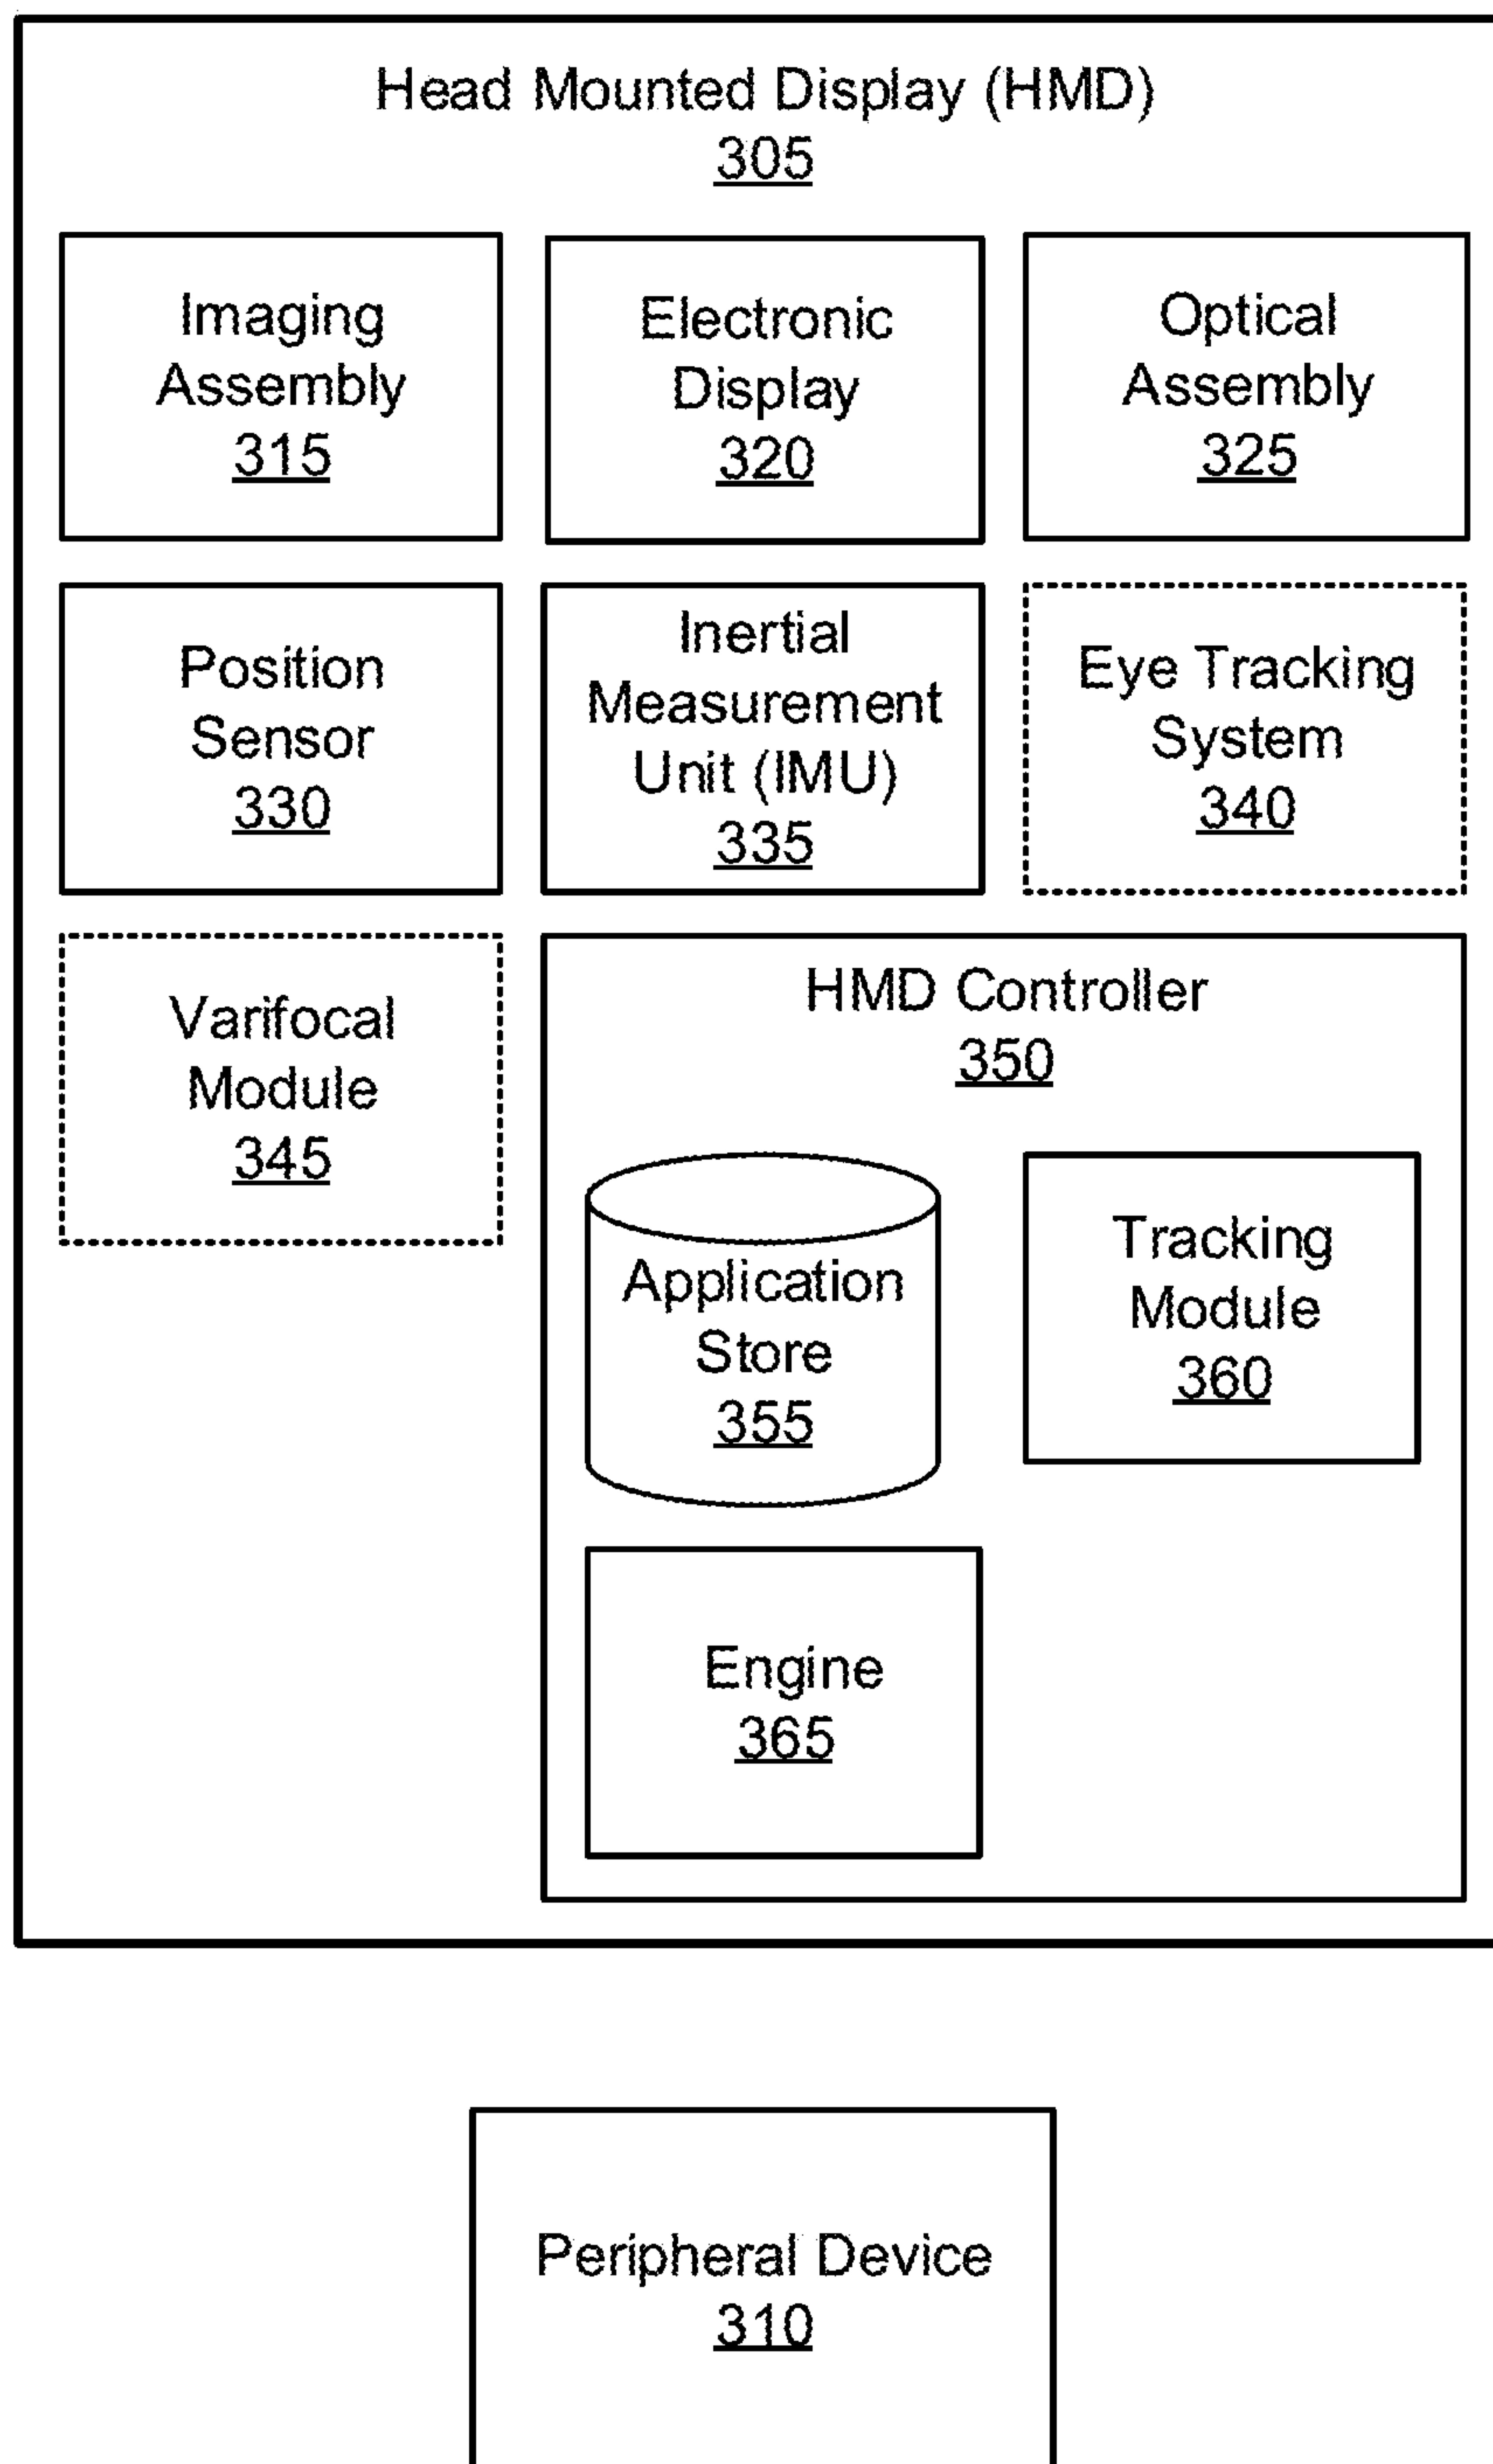 Head Mounted Display (HMD)
305
Imaging
Assembly
315
Electronic
Display
320
Optical
Assembly
325
Position
Sensor
330
Inertial
Measurement
Unit (IMU)
335
Eye Tracking
System
340
Varifocal
Module
345
HMD Controller
350
Application
Store
355
Tracking
Module
360
Engine
365
Peripheral Device
310